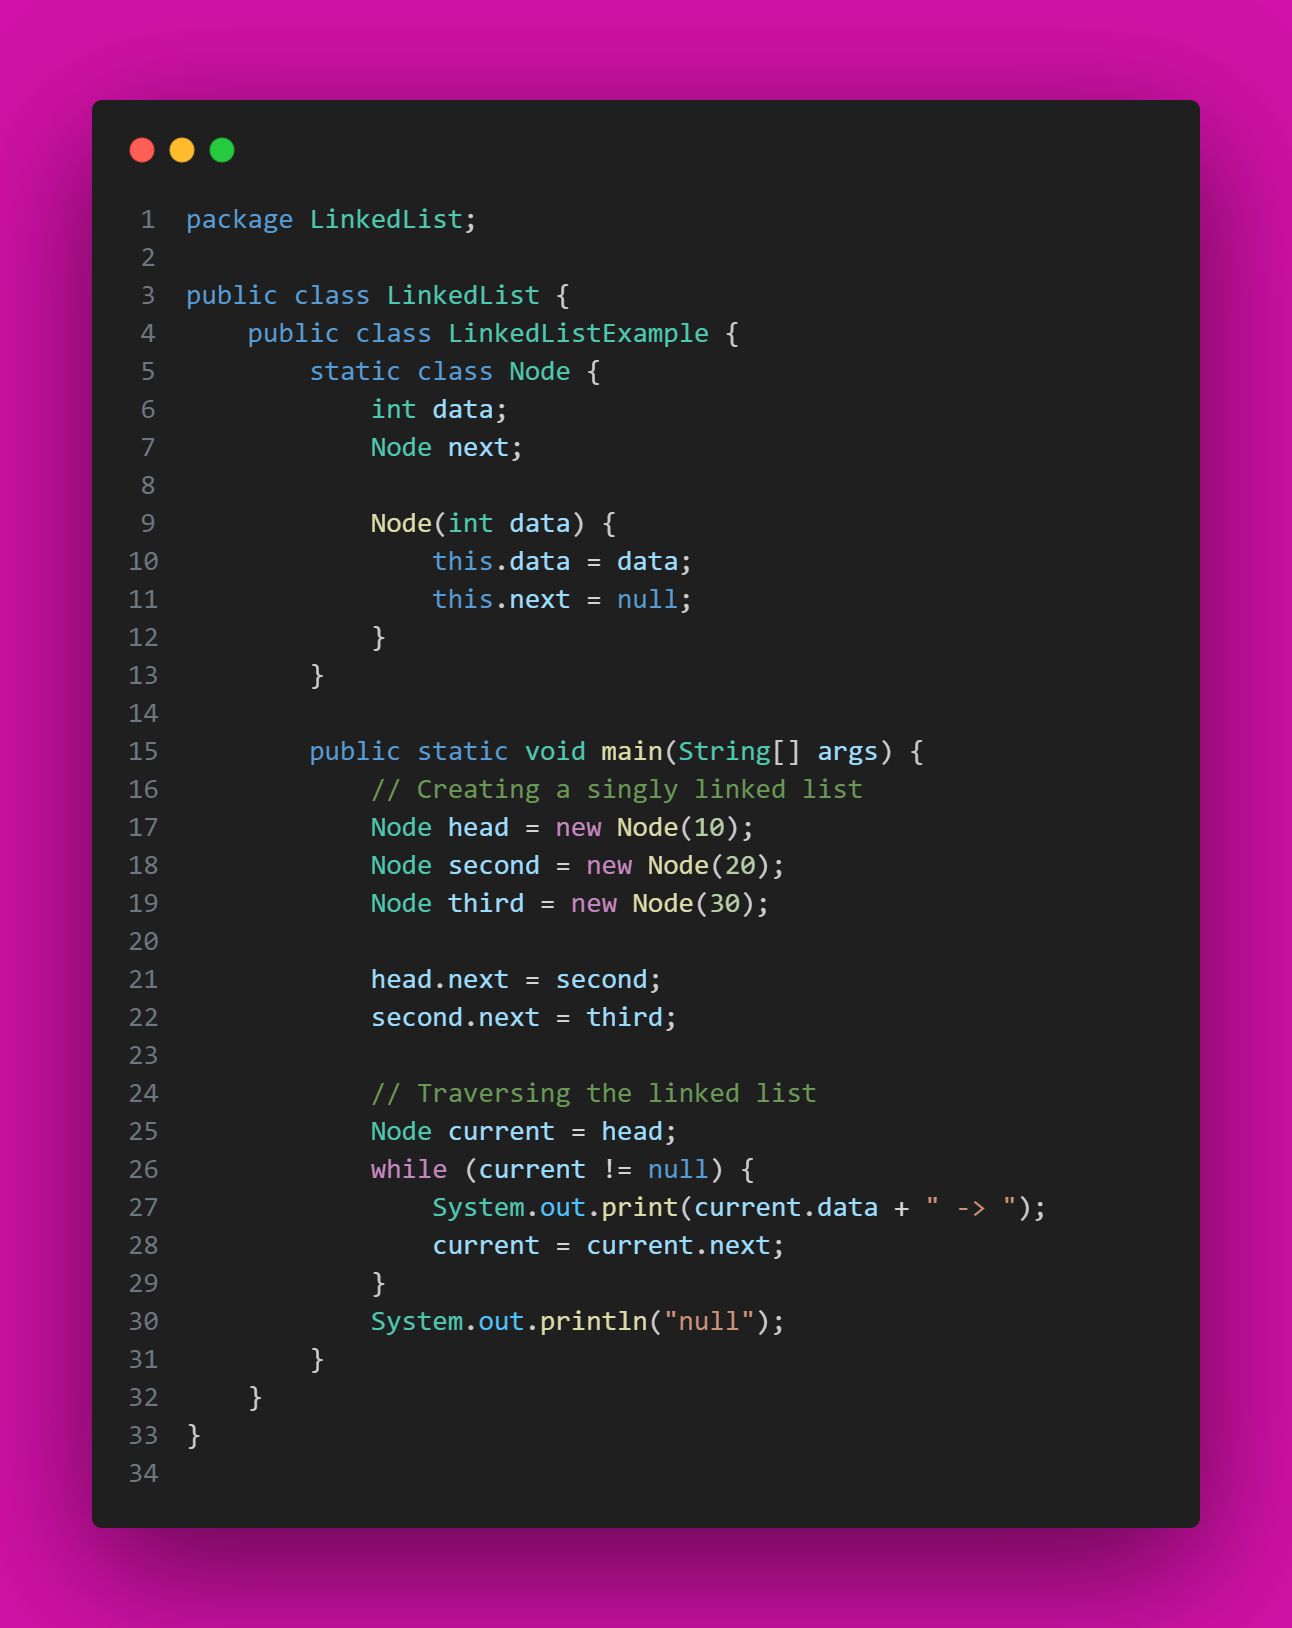 1 package LinkedList;
2
3 public class LinkedList {
4     public class LinkedListExample {
5         static class Node {
6             int data;
7             Node next;
8
9             Node(int data) {
10                 this.data = data;
11                 this.next = null;
12             }
13         }
14
15         public static void main(String[] args) {
16             // Creating a singly linked list
17             Node head = new Node(10);
18             Node second = new Node(20);
19             Node third = new Node(30);
20
21             head.next = second;
22             second.next = third;
23
24             // Traversing the linked list
25             Node current = head;
26             while (current != null) {
27                 System.out.print(current.data + " -> ");
28                 current = current.next;
29             }
30             System.out.println("null");
31         }
32     }
33 }
34